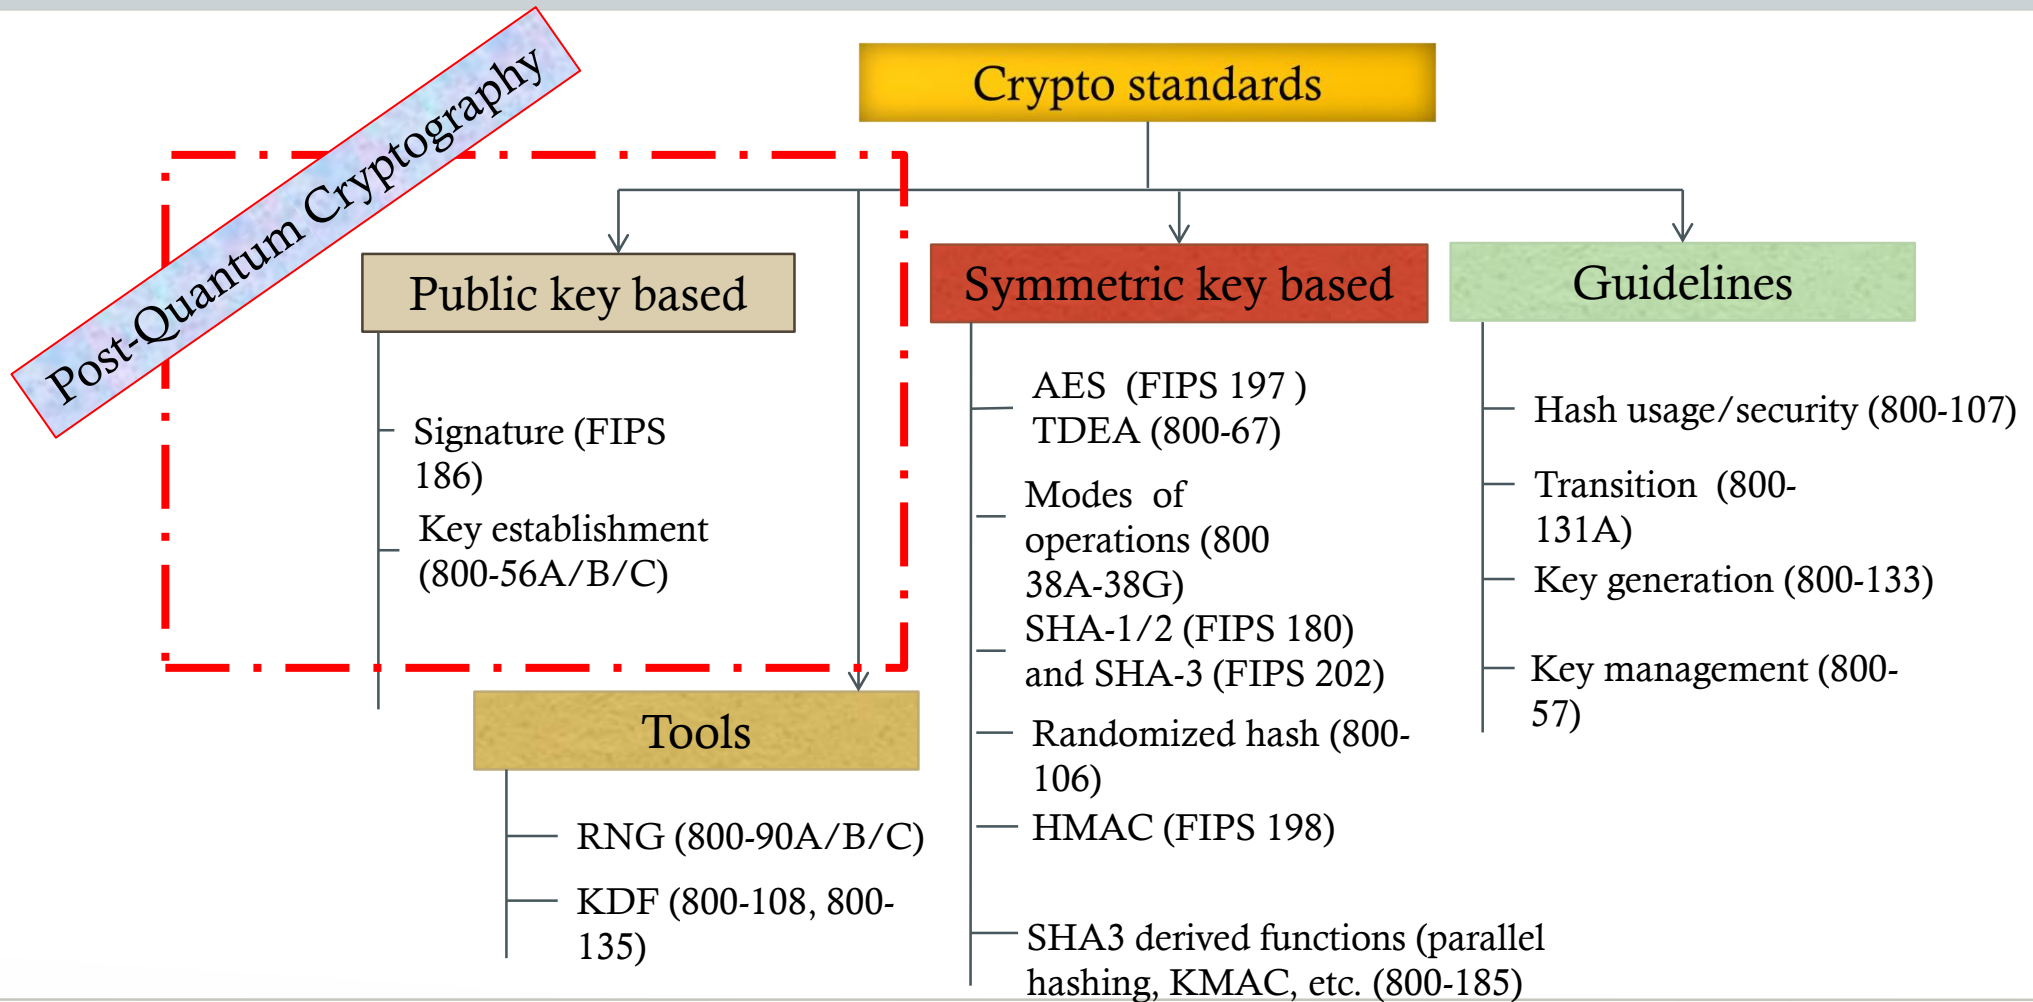 Post-Quantum Cryptography
Crypto standards
Public key based
Signature (FIPS
186)
Key establishment
(800-56A/B/C)
Tools
RNG (800-90A/B/C)
KDF (800-108, 800-
135)
Symmetric key based
AES (FIPS 197 )
TDEA (800-67)
Modes of
operations (800
38A-38G)
SHA-1/2 (FIPS 180)
and SHA-3 (FIPS 202)
Randomized hash (800-
106)
HMAC (FIPS 198)
SHA3 derived functions (parallel
hashing, KMAC, etc. (800-185)
Guidelines
Hash usage/security (800-107)
Transition (800-
131A)
Key generation (800-133)
Key management (800-
57)